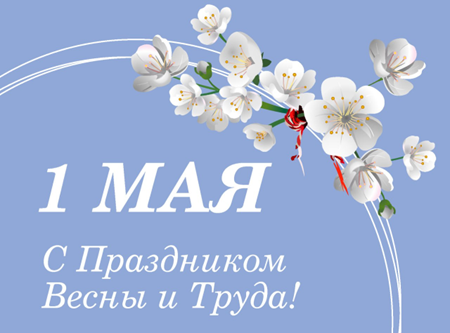 1 МАЯ
С Праздником
Весны и Труда!